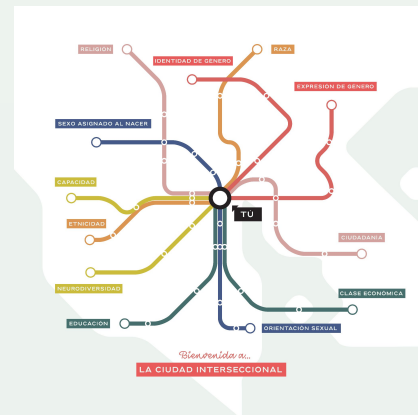 RELIGIÓN
RAZA
IDENTIDAD DE GÉNERO
EXPRESIÓN DE GÉNERO
SEXO ASIGNADO AL NACER
CAPACIDAD
TÚ
ETNICIDAD
CIUDADANÍA
NEURODIVERSIDAD
CLASE ECONÓMICA
EDUCACIÓN
ORIENTACIÓN SEXUAL
Bienvenida a...
LA CIUDAD INTERSECCIONAL